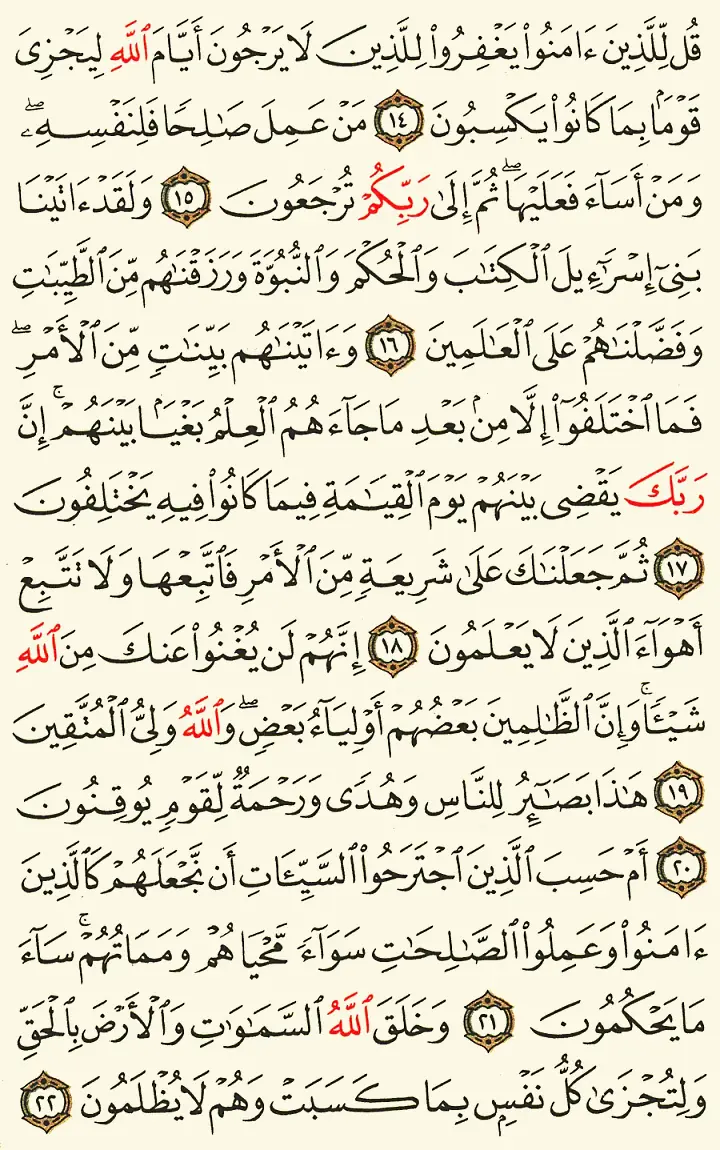 قُل لِّلَّذِينَ ءَامَنُوا۟ يَغْفِرُوا۟ لِلَّذِينَ لَا يَرْجُونَ أَيَّامَ ٱللَّهِ لِيَجْزِىَ
قَوْمًۢا بِمَا كَانُوا۟ يَكْسِبُونَ ١٤ مَنْ عَمِلَ صَٰلِحًا فَلِنَفْسِهِۦ ۖ
وَمَنْ أَسَآءَ فَعَلَيْهَا ۖ ثُمَّ إِلَىٰ رَبِّكُمْ تُرْجَعُونَ ١٥ وَلَقَدْ ءَاتَيْنَا
بَنِىٓ إِسْرَٰٓءِيلَ ٱلْكِتَٰبَ وَٱلْحُكْمَ وَٱلنُّبُوَّةَ وَرَزَقْنَٰهُم مِّنَ ٱلطَّيِّبَٰتِ
وَفَضَّلْنَٰهُمْ عَلَى ٱلْعَٰلَمِينَ ١٦ وَءَاتَيْنَٰهُم بَيِّنَٰتٍ مِّنَ ٱلْأَمْرِ ۖ
فَمَا ٱخْتَلَفُوٓا۟ إِلَّا مِنۢ بَعْدِ مَا جَآءَهُمُ ٱلْعِلْمُ بَغْيًۢا بَيْنَهُمْ ۚ إِنَّ
رَبَّكَ يَقْضِى بَيْنَهُمْ يَوْمَ ٱلْقِيَٰمَةِ فِيمَا كَانُوا۟ فِيهِ يَخْتَلِفُونَ
١٧ ثُمَّ جَعَلْنَٰكَ عَلَىٰ شَرِيعَةٍ مِّنَ ٱلْأَمْرِ فَٱتَّبِعْهَا وَلَا تَتَّبِعْ
أَهْوَآءَ ٱلَّذِينَ لَا يَعْلَمُونَ ١٨ إِنَّهُمْ لَن يُغْنُوا۟ عَنكَ مِنَ ٱللَّهِ
شَيْـًٔا ۚ وَإِنَّ ٱلظَّٰلِمِينَ بَعْضُهُمْ أَوْلِيَآءُ بَعْضٍ ۖ وَٱللَّهُ وَلِىُّ ٱلْمُتَّقِينَ
١٩ هَٰذَا بَصَٰٓئِرُ لِلنَّاسِ وَهُدًى وَرَحْمَةٌ لِّقَوْمٍ يُوقِنُونَ
٢٠ أَمْ حَسِبَ ٱلَّذِينَ ٱجْتَرَحُوا۟ ٱلسَّيِّـَٔاتِ أَن نَّجْعَلَهُمْ كَٱلَّذِينَ
ءَامَنُوا۟ وَعَمِلُوا۟ ٱلصَّٰلِحَٰتِ سَوَآءً مَّحْيَاهُمْ وَمَمَاتُهُمْ ۚ سَآءَ
مَا يَحْكُمُونَ ٢١ وَخَلَقَ ٱللَّهُ ٱلسَّمَٰوَٰتِ وَٱلْأَرْضَ بِٱلْحَقِّ
وَلِتُجْزَىٰ كُلُّ نَفْسٍۭ بِمَا كَسَبَتْ وَهُمْ لَا يُظْلَمُونَ ٢٢